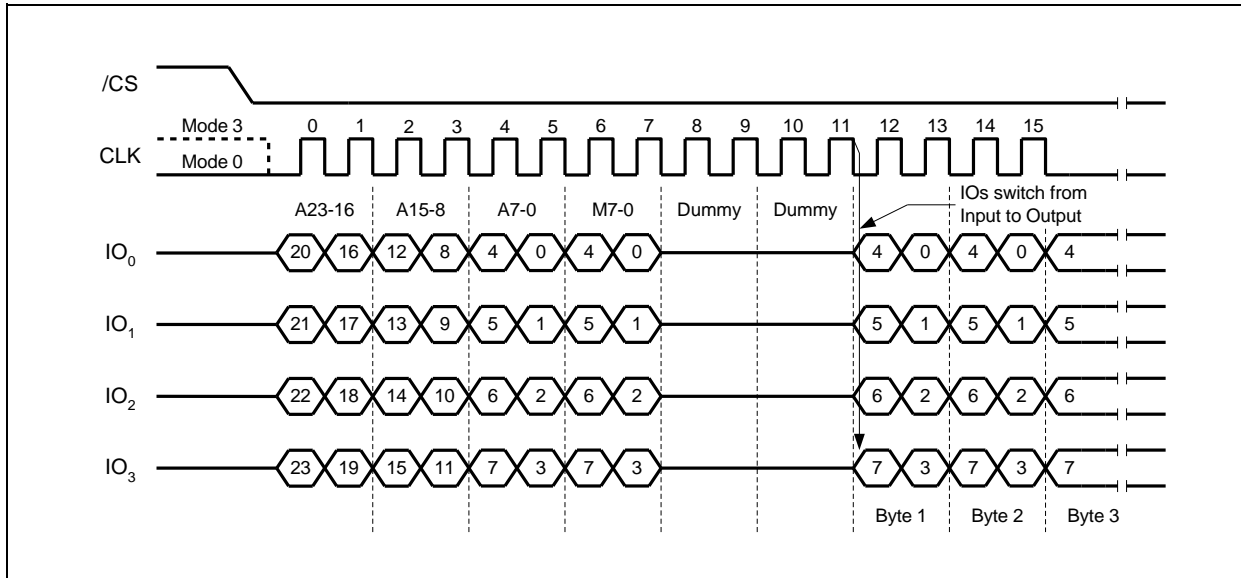 /CS
Mode 3 0 1 2 3 4 5 6 7 8 9 10 11 12 13 14 15
CLK
Mode 0
IOs switch from
Input to Output
A23-16 A15-8 A7-0 M7-0 Dummy Dummy
IO0 20 16 12 8 4 0 4 0 4 0 4 0 4
IO1 21 17 13 9 5 1 5 1 5 1 5 1 5
IO2 22 18 14 10 6 2 6 2 6 2 6 2 6
IO3 23 19 15 11 7 3 7 3 7 3 7 3 7
Byte 1 Byte 2 Byte 3